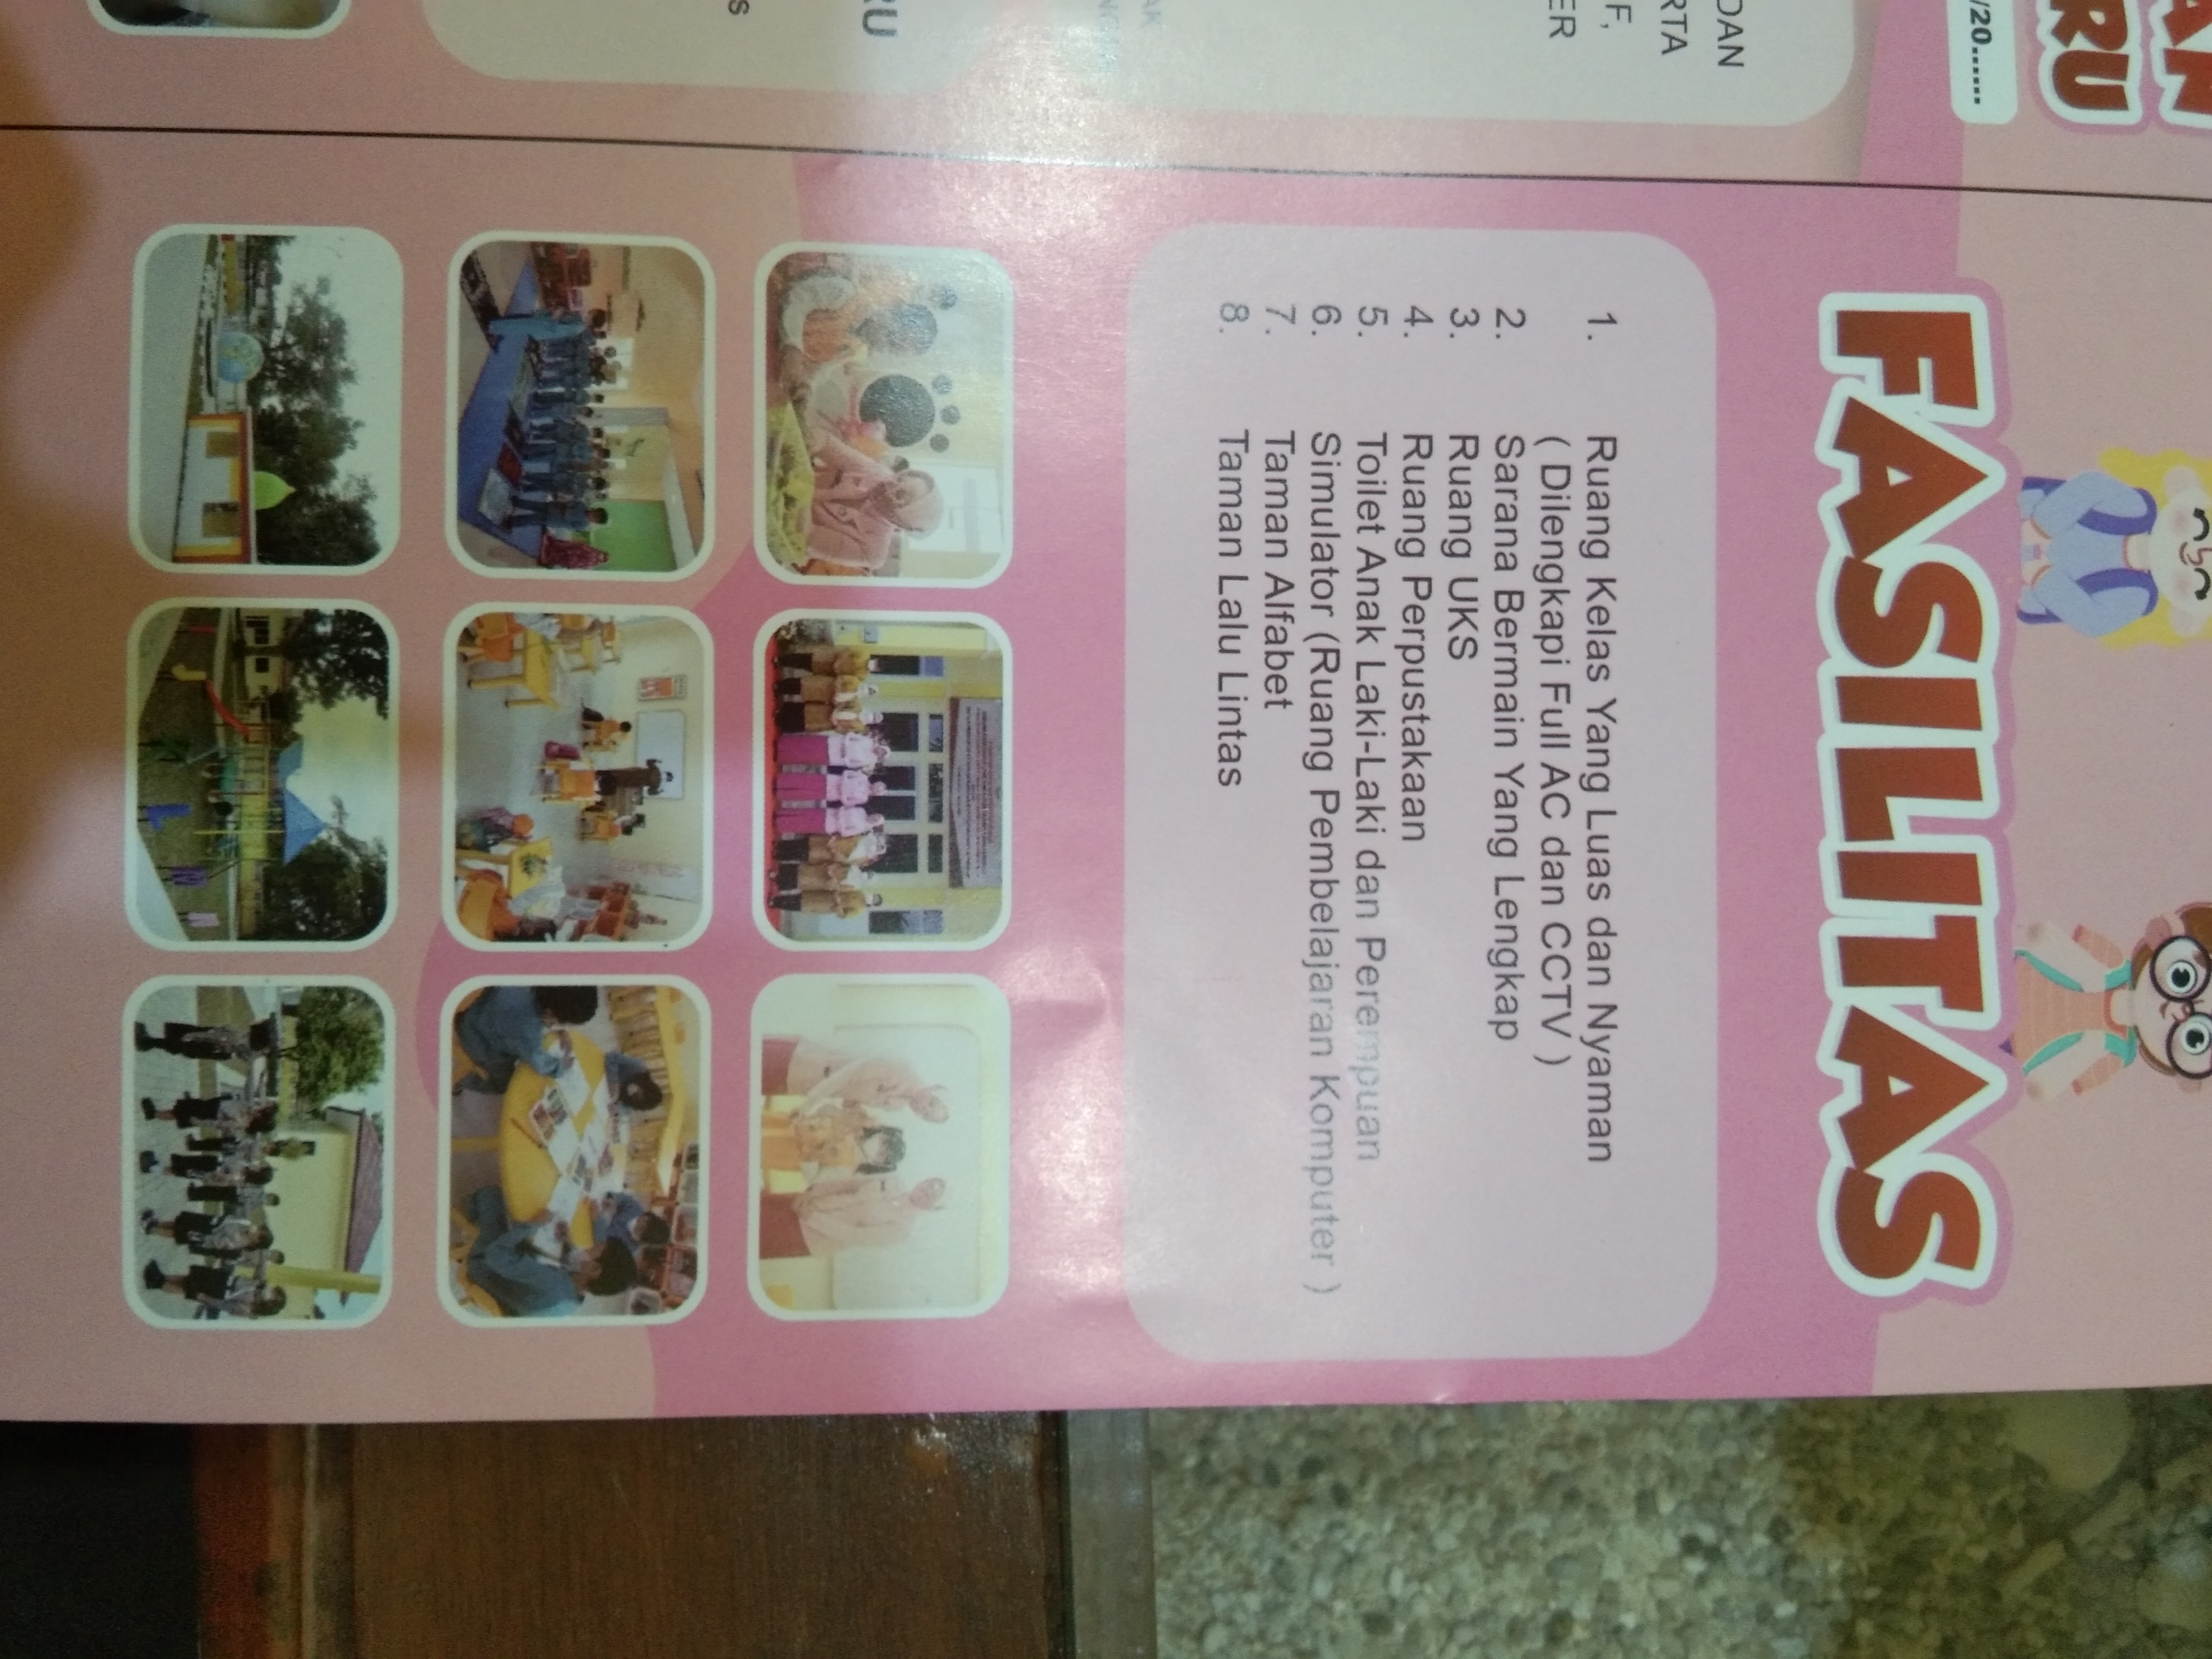 AN
RU
/20......
DAN
RTA
F,
ER
AK
RU
s
FASILITAS
1. Ruang Kelas Yang Luas dan Nyaman
( Dilengkapi Full AC dan CCTV )
2. Sarana Bermain Yang Lengkap
3. Ruang UKS
4. Ruang Perpustakaan
5. Toilet Anak Laki-Laki dan Perempuan
6. Simulator (Ruang Pembelajaran Komputer )
7. Taman Alfabet
8. Taman Lalu Lintas